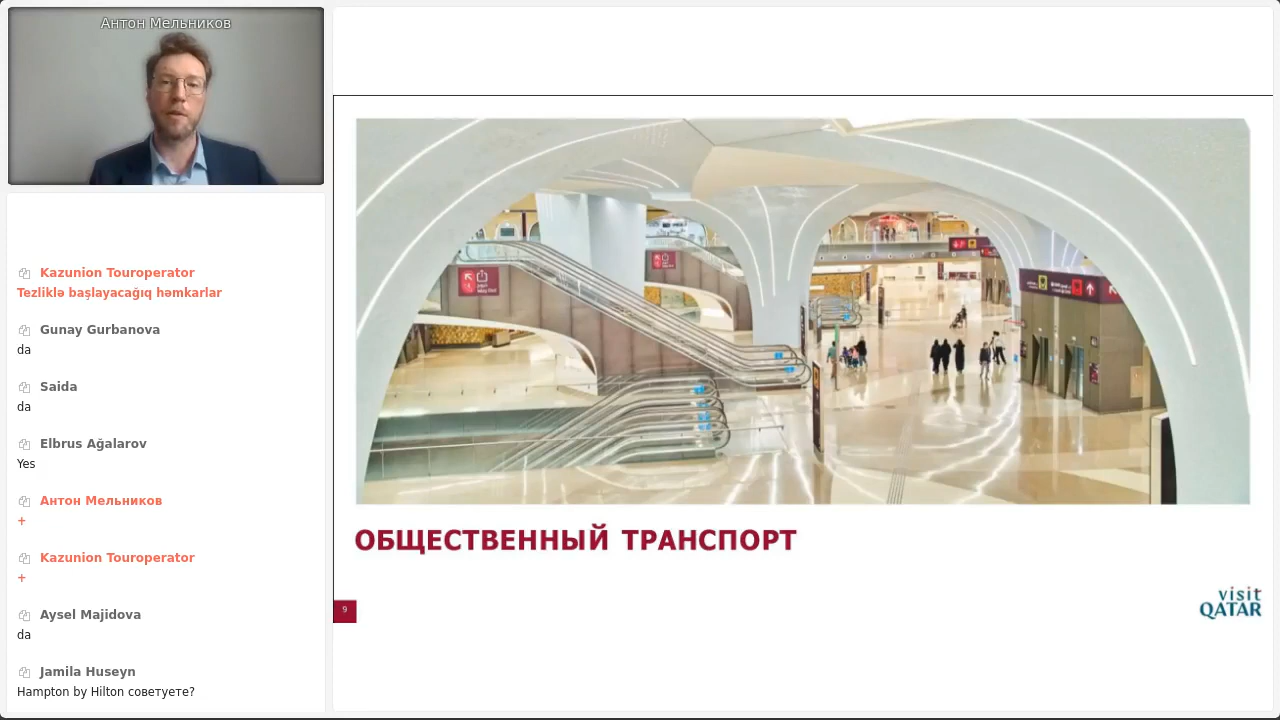 Антон Мельников
Kazunion Touroperator
Tezliklə başlayacağıq həmkarlar
Gunay Gurbanova
da
Saida
da
Elbrus Ağalarov
Yes
Антон Мельников
+
Kazunion Touroperator
+
Aysel Majidova
da
Jamila Huseyn
Hampton by Hilton советуете?
ОБЩЕСТВЕННЫЙ ТРАНСПОРТ
9
visit
QATAR